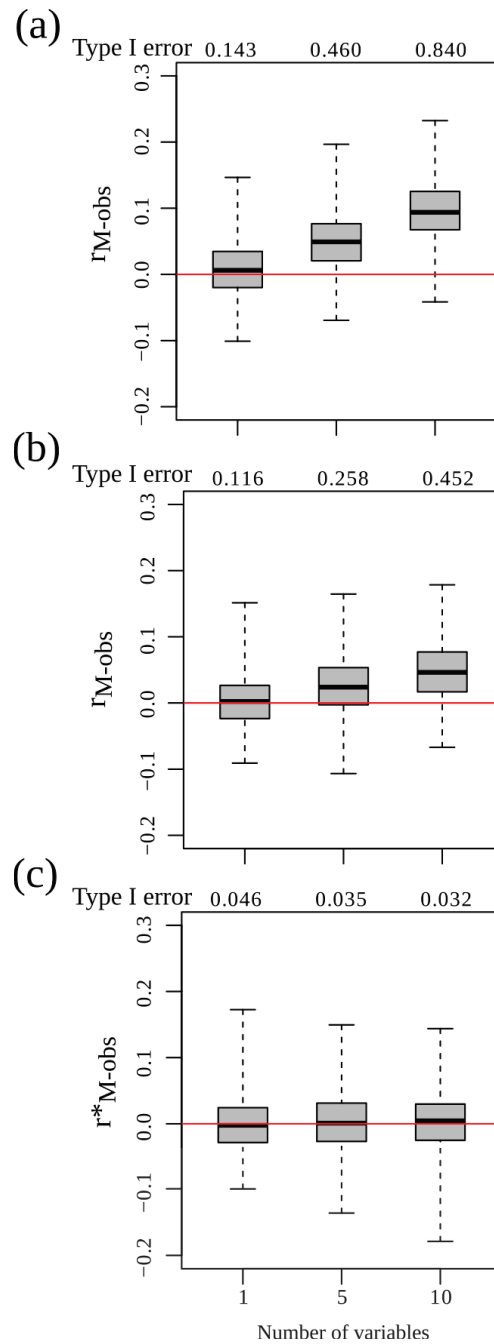 (a)
Type I error 0.143 0.460 0.840
0.3
0.2
0.1
0.0
−0.1
−0.2
rM-obs
(b)
Type I error 0.116 0.258 0.452
0.3
0.2
0.1
0.0
−0.1
−0.2
rM-obs
(c)
Type I error 0.046 0.035 0.032
0.3
0.2
0.1
0.0
−0.1
−0.2
r*M-obs
1 5 10
Number of variables